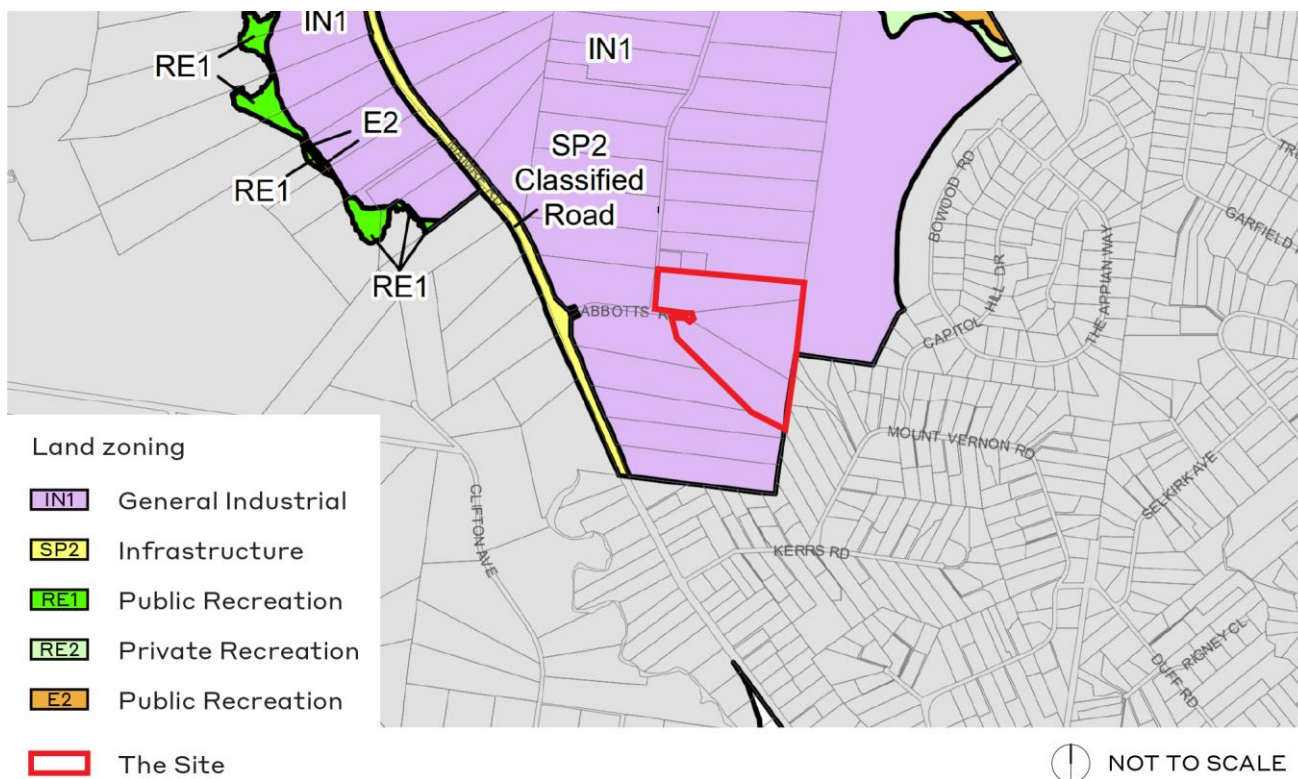 IN1
RE1
IN1
E2
RE1
SP2
Classified
Road
RE1
ABBOTTS
BOWOOD RD
CAPITOL HILL DR
THE APPIAN WAY
MOUNT VERNON RD
SELKIRK AVE
KERRS RD
CLIFTON AVE
DUFF RD
RIGNEY CL
Land zoning
IN1 General Industrial
SP2 Infrastructure
RE1 Public Recreation
RE2 Private Recreation
E2 Public Recreation
The Site
NOT TO SCALE